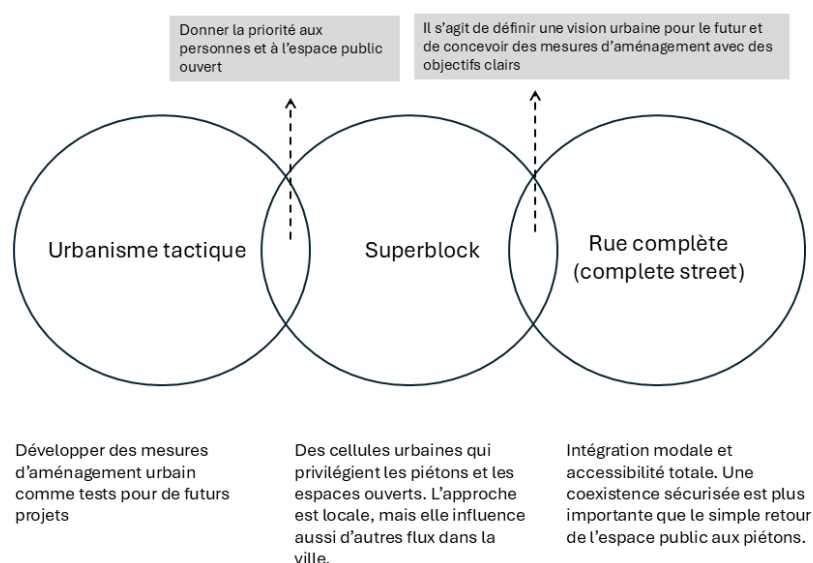 Donner la priorité aux
personnes et à l’espace public
ouvert
Il s’agit de définir une vision urbaine pour le futur et
de concevoir des mesures d’aménagement avec des
objectifs clairs
Urbanisme tactique
Superblock
Rue complète
(complete street)
Développer des mesures
d’aménagement urbain
comme tests pour de futurs
projets
Des cellules urbaines qui
privilégient les piétons et les
espaces ouverts. L’approche
est locale, mais elle influence
aussi d’autres flux dans la
ville.
Intégration modale et
accessibilité totale. Une
coexistence sécurisée est plus
importante que le simple retour
de l’espace public aux piétons.